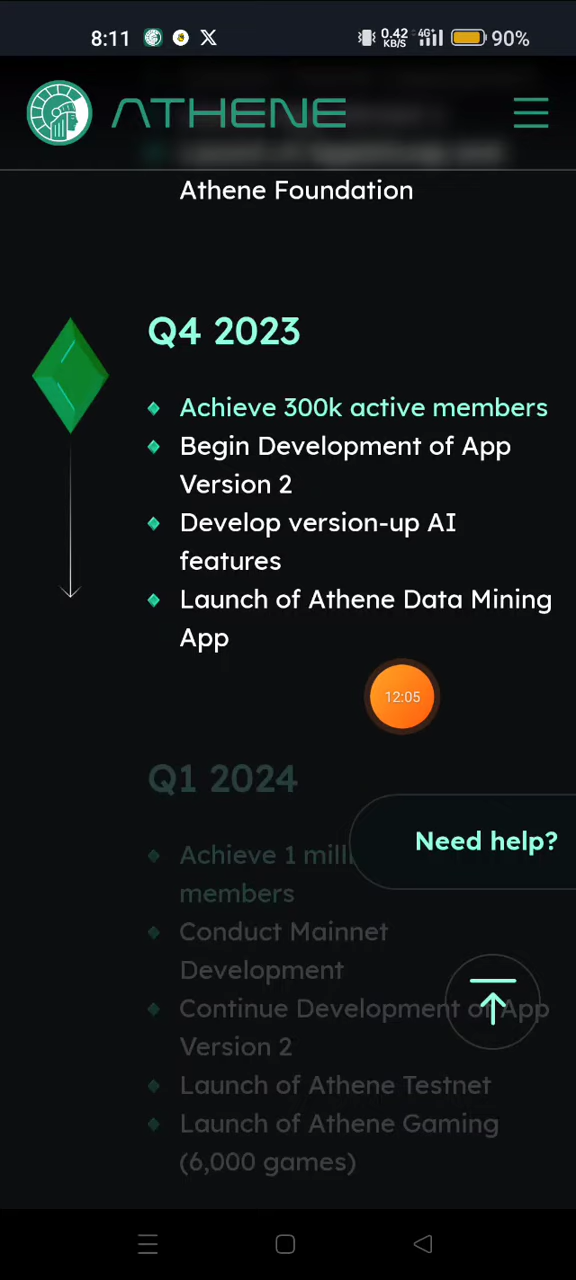 8:11 X 0.42 KB/S 4G+ 90%
ATHENE
Athene Foundation
Q4 2023
Achieve 300k active members
Begin Development of App
Version 2
Develop version-up AI
features
Launch of Athene Data Mining
App
12:05
Q1 2024
Achieve 1 milli
members
Need help?
Conduct Mainnet
Development
Continue Development of App
Version 2
Launch of Athene Testnet
Launch of Athene Gaming
(6,000 games)